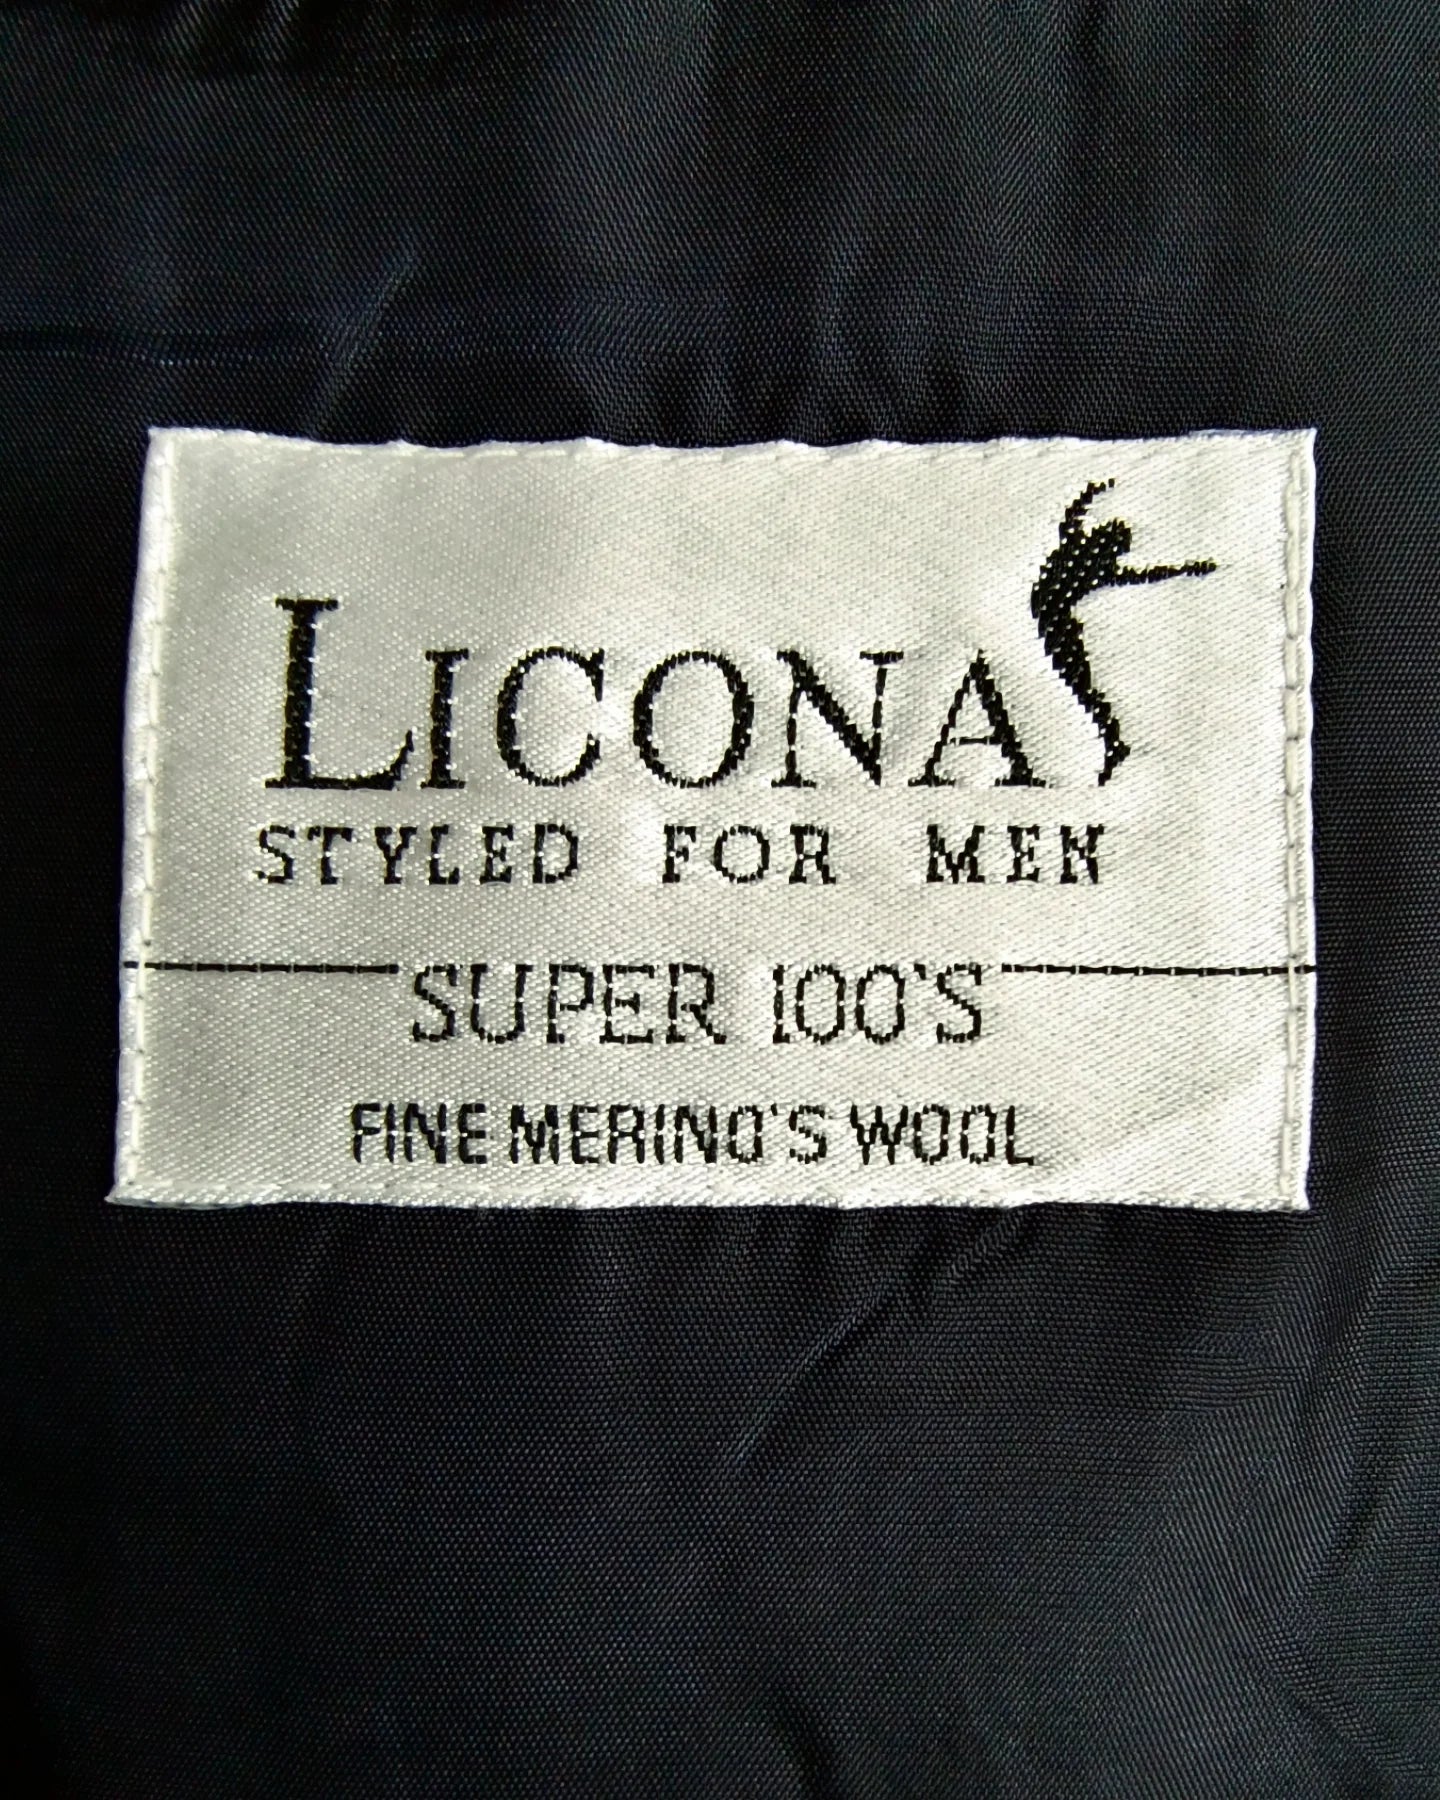 LICONA
STYLED FOR MEN
SUPER 100'S
FINE MERINO'S WOOL